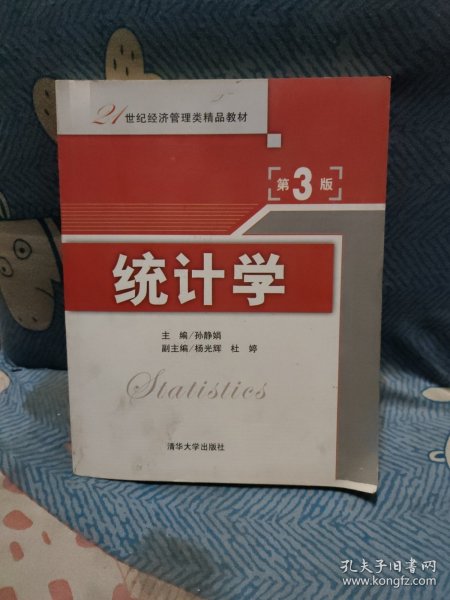 21世纪经济管理类精品教材
第3版
统计学
主 编/孙静娟
副主编/杨光辉 杜 婷
Statistics
清华大学出版社
孔夫子旧书网
www.kongfz.com